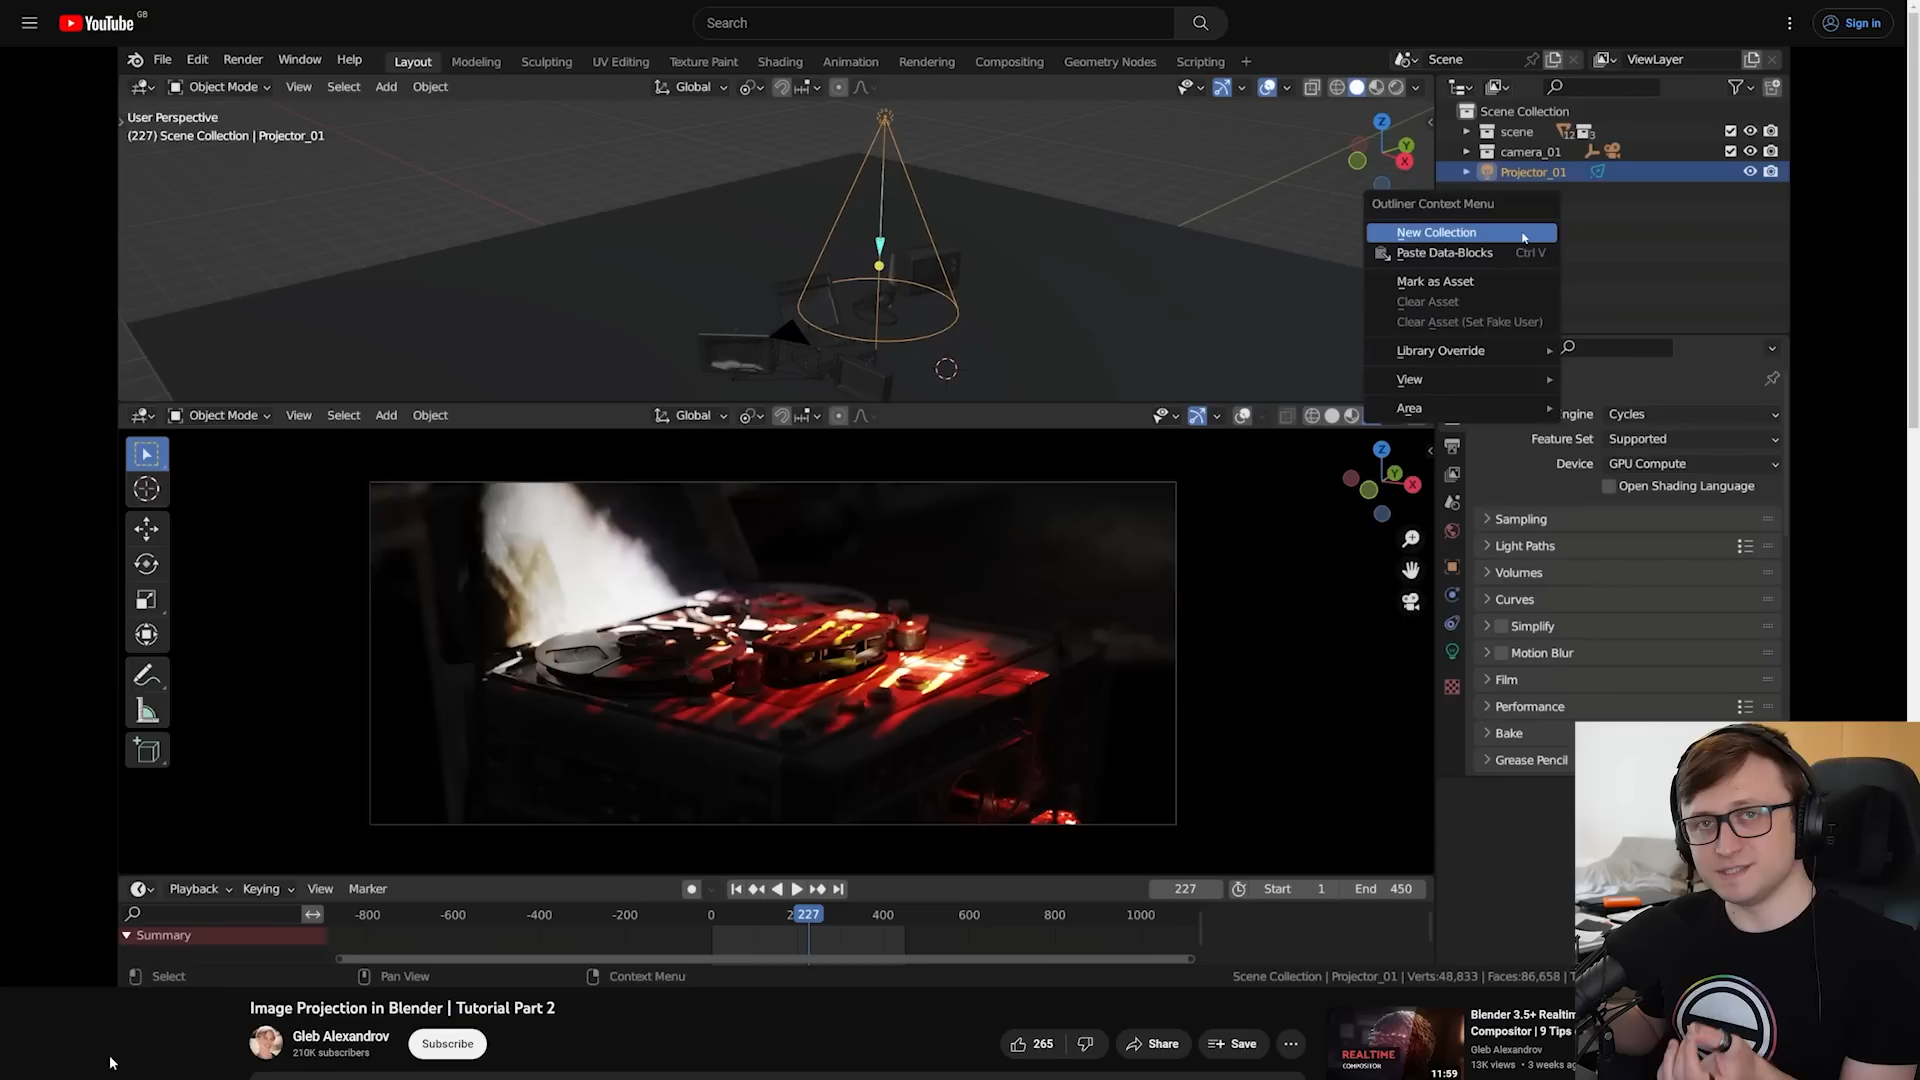 YouTube GB
Search
Sign in
File Edit Render Window Help Layout Modeling Sculpting UV Editing Texture Paint Shading Animation Rendering Compositing Geometry Nodes Scripting + Scene ViewLayer
Object Mode View Select Add Object Global
User Perspective
(227) Scene Collection | Projector_01
Z
Y
X
Scene Collection
scene 12 3
camera_01
Projector_01
Outliner Context Menu
New Collection
Paste Data-Blocks Ctrl V
Mark as Asset
Clear Asset
Clear Asset (Set Fake User)
Library Override
View
Area
Object Mode View Select Add Object Global
Z
Y
X
ngine Cycles
Feature Set Supported
Device GPU Compute
Open Shading Language
Sampling
Light Paths
Volumes
Curves
Simplify
Motion Blur
Film
Performance
Bake
Grease Pencil
Playback Keying View Marker 227 Start 1 End 450
-800 -600 -400 -200 0 2 227 400 600 800 1000
Summary
Select Pan View Context Menu Scene Collection | Projector_01 | Verts:48,833 | Faces:86,658 | T
Image Projection in Blender | Tutorial Part 2
Gleb Alexandrov
210K subscribers
Subscribe
265
Share
Save
REALTIME
COMPOSITOR
11:59
Blender 3.5+ Realtim
Compositor | 9 Tips
Gleb Alexandrov
13K views • 3 weeks ag